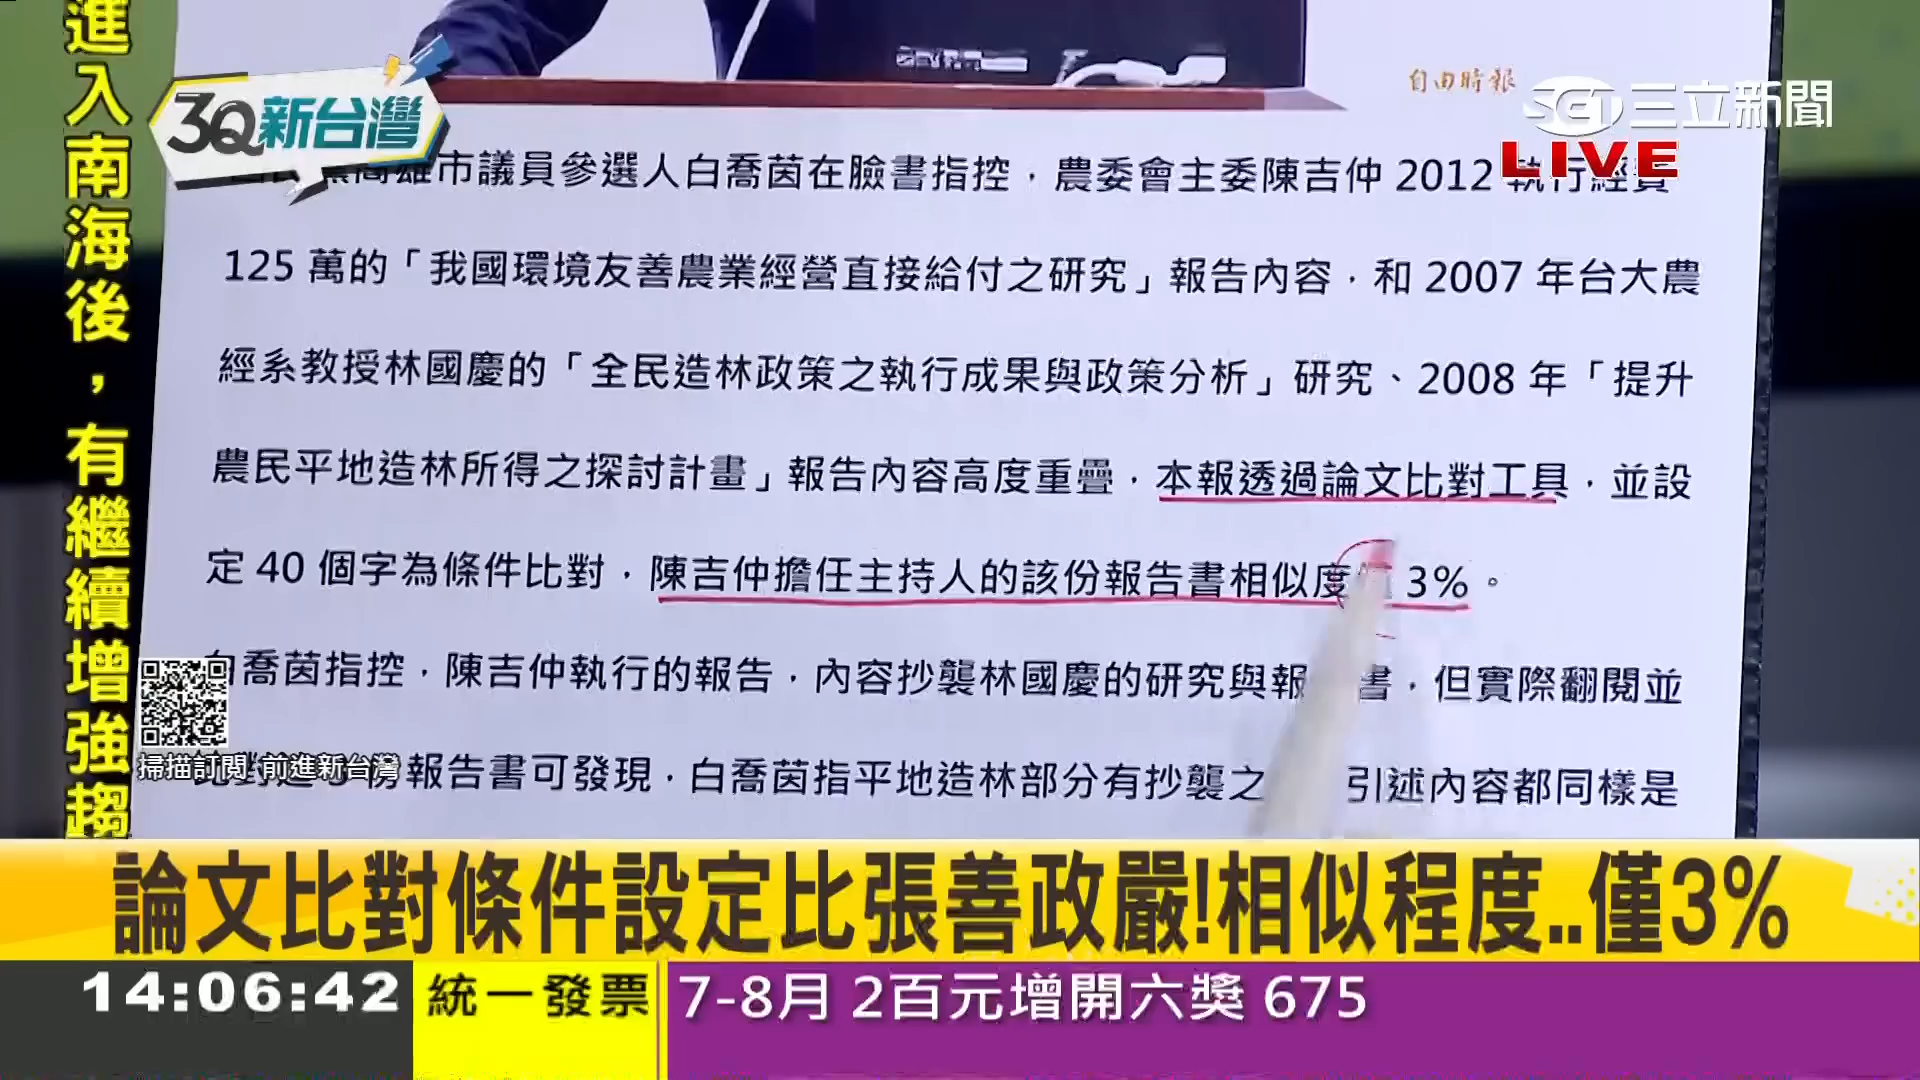 進入南海後，有繼續增強趨
3Q新台灣
自由時報
SET三立新聞
LIVE
高雄市議員參選人白喬茵在臉書指控，農委會主委陳吉仲 2012 執行經費
125 萬的「我國環境友善農業經營直接給付之研究」報告內容，和 2007 年台大農
經系教授林國慶的「全民造林政策之執行成果與政策分析」研究、2008 年「提升
農民平地造林所得之探討計畫」報告內容高度重疊，本報透過論文比對工具，並設
定 40 個字為條件比對，陳吉仲擔任主持人的該份報告書相似度 3%。
白喬茵指控，陳吉仲執行的報告，內容抄襲林國慶的研究與報 書，但實際翻閱並
報告書可發現，白喬茵指平地造林部分有抄襲之 引述內容都同樣是
掃描訂閱 前進新台灣
論文比對條件設定比張善政嚴!相似程度..僅3%
14:06:42 統一發票 7-8月 2百元增開六獎 675